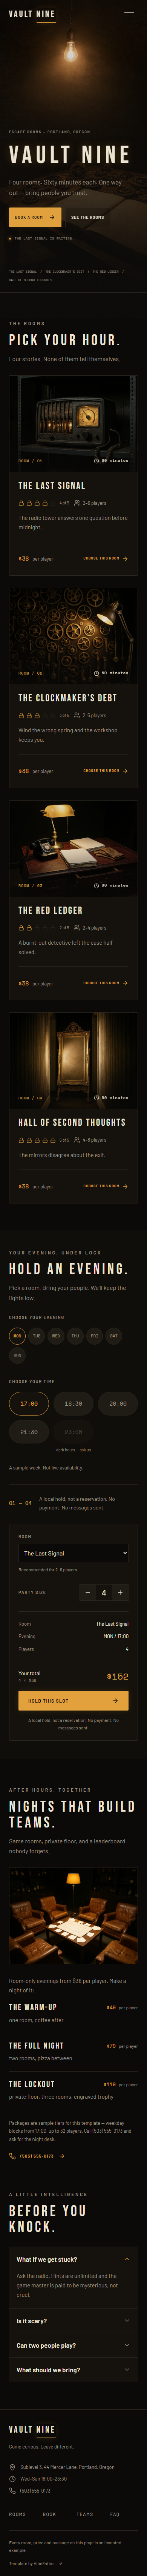 VAULT NINE
ESCAPE ROOMS — PORTLAND, OREGON
VAULT NINE
Four rooms. Sixty minutes each. One way
out — bring people you trust.
BOOK A ROOM
SEE THE ROOMS
THE LAST SIGNAL IS WAITING.
THE LAST SIGNAL / THE CLOCKMAKER'S DEBT / THE RED LEDGER /
HALL OF SECOND THOUGHTS
THE ROOMS
PICK YOUR HOUR.
Four stories. None of them tell themselves.
ROOM / 01
60 minutes
THE LAST SIGNAL
4 of 5
2–6 players
The radio tower answers one question before
midnight.
$38 per player
CHOOSE THIS ROOM
ROOM / 02
60 minutes
THE CLOCKMAKER'S DEBT
3 of 5
2–6 players
Wind the wrong spring and the workshop
keeps you.
$38 per player
CHOOSE THIS ROOM
ROOM / 03
60 minutes
THE RED LEDGER
2 of 5
2–4 players
A burnt-out detective left the case half-
solved.
$38 per player
CHOOSE THIS ROOM
ROOM / 04
60 minutes
HALL OF SECOND THOUGHTS
5 of 5
4–8 players
The mirrors disagree about the exit.
$38 per player
CHOOSE THIS ROOM
YOUR EVENING, UNDER LOCK
HOLD AN EVENING.
Pick a room. Bring your people. We'll keep the
lights low.
CHOOSE YOUR EVENING
MON TUE WED THU FRI SAT
SUN
CHOOSE YOUR TIME
17:00 18:30 20:00
21:30 23:00
dark hours — ask us
A sample week. Not live availability.
01 — 04
A local hold, not a reservation. No
payment. No messages sent.
ROOM
The Last Signal
Recommended for 2–6 players
PARTY SIZE
− 4 +
Room The Last Signal
Evening MON / 17:00
Players 4
Your total
4 × $38
$152
HOLD THIS SLOT
A local hold, not a reservation. No payment. No
messages sent.
AFTER HOURS, TOGETHER
NIGHTS THAT BUILD
TEAMS.
Same rooms, private floor, and a leaderboard
nobody forgets.
Room-only evenings from $38 per player. Make a
night of it:
THE WARM-UP
$49 per player
one room, coffee after
THE FULL NIGHT
$79 per player
two rooms, pizza between
THE LOCKOUT
$119 per player
private floor, three rooms, engraved trophy
Packages are sample tiers for this template — weekday
blocks from 17:00, up to 32 players. Call (503) 555-0173 and
ask for the night desk.
(503) 555-0173
A LITTLE INTELLIGENCE
BEFORE YOU
KNOCK.
What if we get stuck?
Ask the radio. Hints are unlimited and the
game master is paid to be mysterious, not
cruel.
Is it scary?
Can two people play?
What should we bring?
VAULT NINE
Come curious. Leave different.
Sublevel 3, 44 Mercer Lane, Portland, Oregon
Wed–Sun 16:00–23:30
(503) 555-0173
ROOMS BOOK TEAMS FAQ
Every room, price and package on this page is an invented
example.